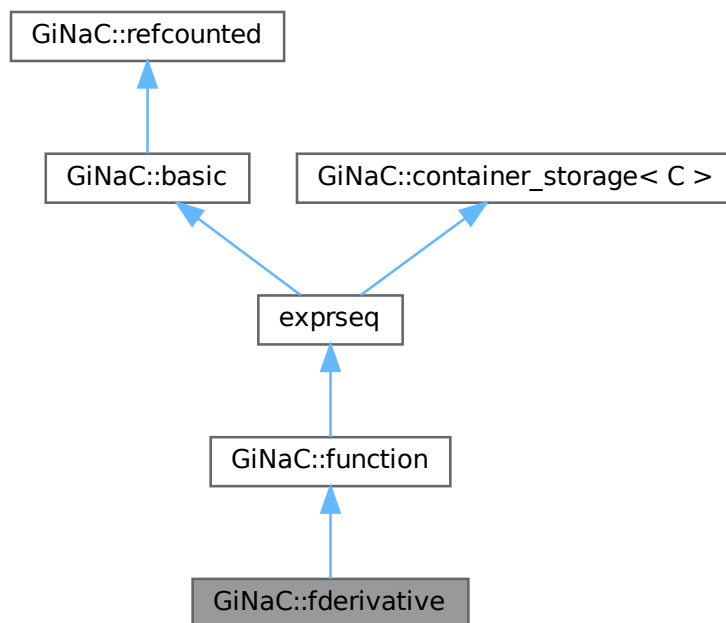 GiNaC::refcounted
GiNaC::basic
GiNaC::container_storage< C >
exprseq
GiNaC::function
GiNaC::fderivative